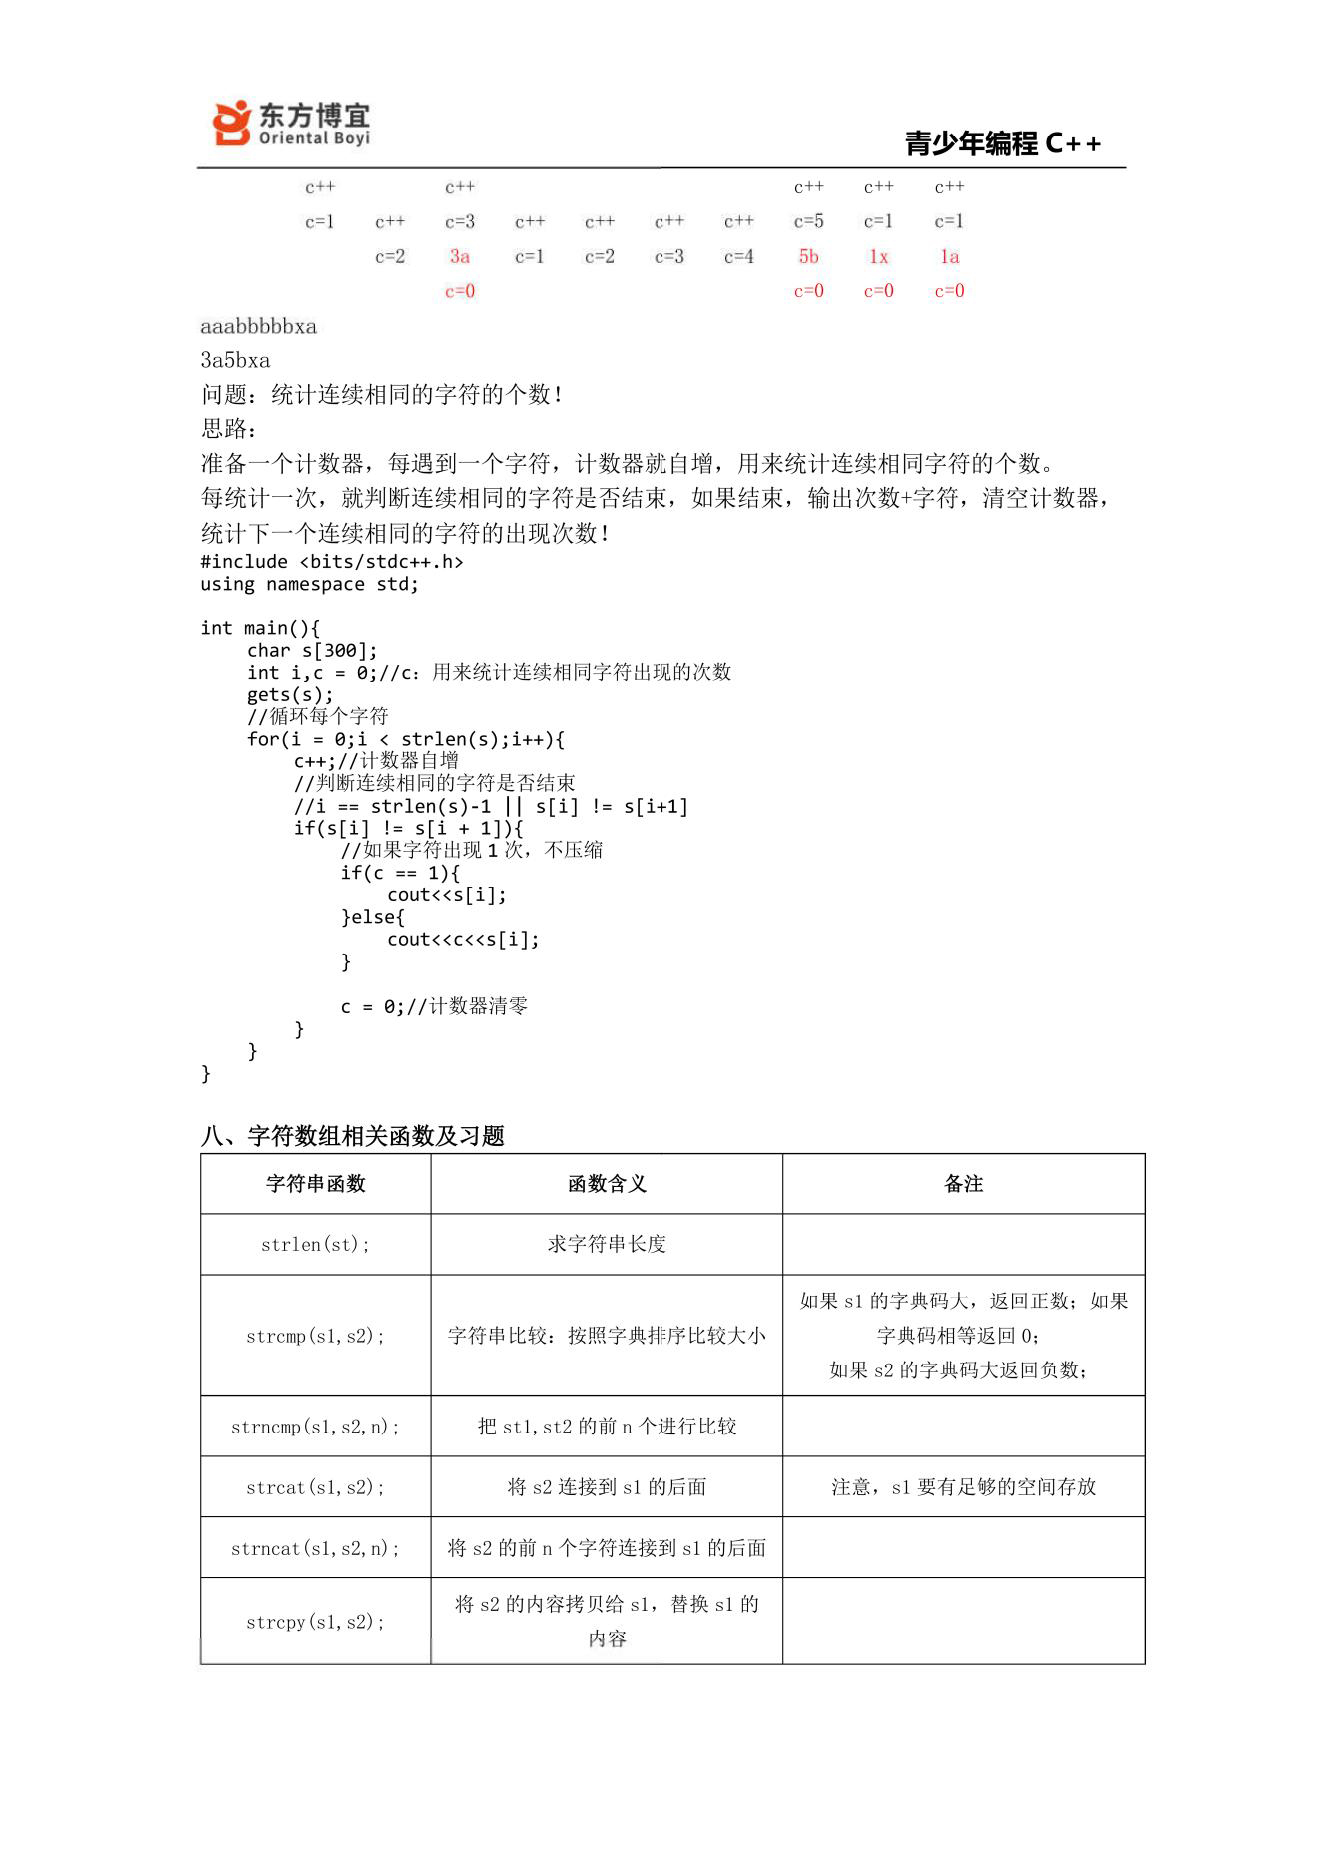 东方博宜
Oriental Boyi
青少年编程 C++
c++ c++ c++ c++ c++
c=1 c++ c=3 c++ c++ c++ c++ c=5 c=1 c=1
c=2 3a c=1 c=2 c=3 c=4 5b 1x 1a
c=0 c=0 c=0 c=0
aaabbbbbxa
3a5bxa
问题：统计连续相同的字符的个数！
思路：
准备一个计数器，每遇到一个字符，计数器就自增，用来统计连续相同字符的个数。
每统计一次，就判断连续相同的字符是否结束，如果结束，输出次数+字符，清空计数器，
统计下一个连续相同的字符的出现次数！
#include <bits/stdc++.h>
using namespace std;
int main(){
    char s[300];
    int i,c = 0;//c：用来统计连续相同字符出现的次数
    gets(s);
    //循环每个字符
    for(i = 0;i < strlen(s);i++){
        c++;//计数器自增
        //判断连续相同的字符是否结束
        //i == strlen(s)-1 || s[i] != s[i+1]
        if(s[i] != s[i + 1]){
            //如果字符出现 1 次，不压缩
            if(c == 1){
                cout<<s[i];
            }else{
                cout<<c<<s[i];
            }
            c = 0;//计数器清零
        }
    }
}
八、字符数组相关函数及习题
字符串函数 函数含义 备注
strlen(st); 求字符串长度
strcmp(s1,s2); 字符串比较：按照字典排序比较大小 如果 s1 的字典码大，返回正数；如果
字典码相等返回 0；
如果 s2 的字典码大返回负数；
strncmp(s1,s2,n); 把 st1,st2 的前 n 个进行比较
strcat(s1,s2); 将 s2 连接到 s1 的后面 注意，s1 要有足够的空间存放
strncat(s1,s2,n); 将 s2 的前 n 个字符连接到 s1 的后面
strcpy(s1,s2); 将 s2 的内容拷贝给 s1，替换 s1 的
内容